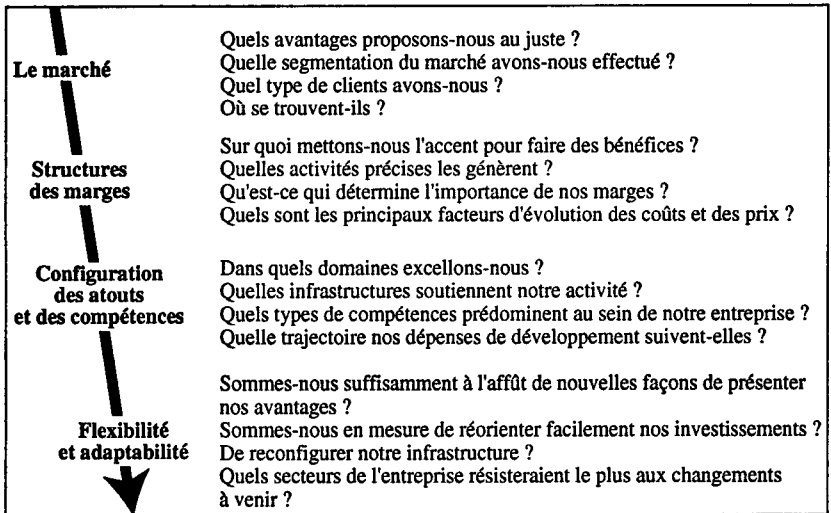 Le marché
Quels avantages proposons-nous au juste ?
Quelle segmentation du marché avons-nous effectué ?
Quel type de clients avons-nous ?
Où se trouvent-ils ?
Structures
des marges
Sur quoi mettons-nous l'accent pour faire des bénéfices ?
Quelles activités précises les génèrent ?
Qu'est-ce qui détermine l'importance de nos marges ?
Quels sont les principaux facteurs d'évolution des coûts et des prix ?
Configuration
des atouts
et des compétences
Dans quels domaines excellons-nous ?
Quelles infrastructures soutiennent notre activité ?
Quels types de compétences prédominent au sein de notre entreprise ?
Quelle trajectoire nos dépenses de développement suivent-elles ?
Flexibilité
et adaptabilité
Sommes-nous suffisamment à l'affût de nouvelles façons de présenter
nos avantages ?
Sommes-nous en mesure de réorienter facilement nos investissements ?
De reconfigurer notre infrastructure ?
Quels secteurs de l'entreprise résisteraient le plus aux changements
à venir ?